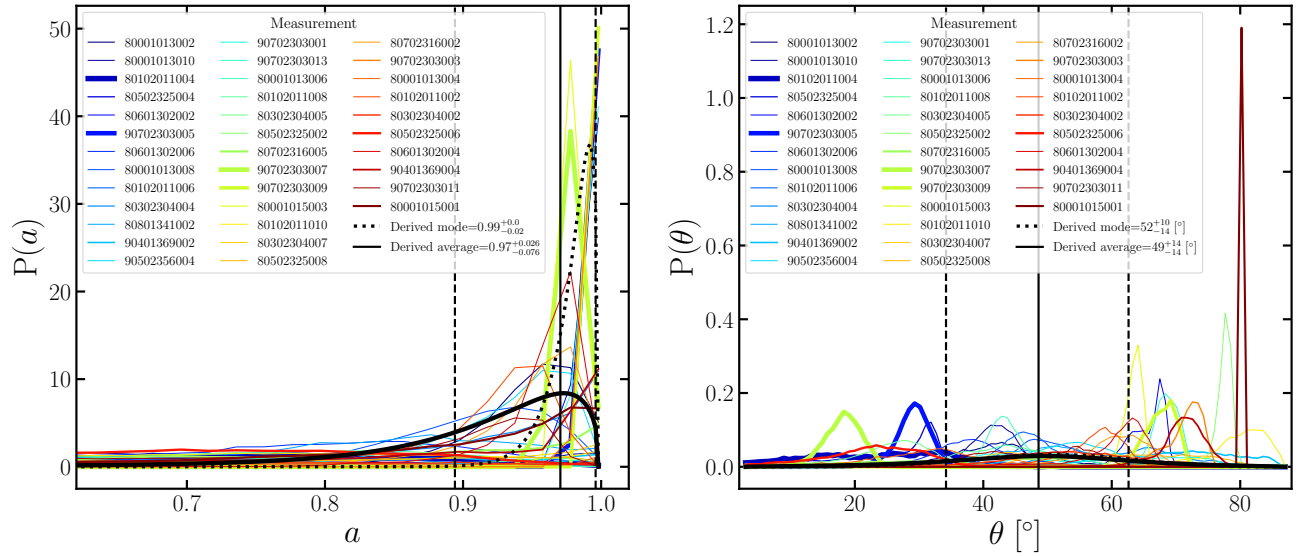 Measurement
80001013002 90702303001 80702316002
80001013010 90702303013 90702303003
80102011004 80001013006 80001013004
80502325004 80102011008 80102011002
80601302002 80302304005 80302304002
90702303005 80502325002 80502325006
80601302006 80702316005 80601302004
80001013008 90702303007 90401369004
80102011006 90702303009 90702303011
80302304004 80001015003 80001015001
80801341002 80102011010 Derived mode=0.99+0.0 −0.02
90401369002 80302304007 Derived average=0.97+0.026 −0.076
90502356004 80502325008
P(a)
50
40
30
20
10
0
0.7 0.8 0.9 1.0
a
Measurement
80001013002 90702303001 80702316002
80001013010 90702303013 90702303003
80102011004 80001013006 80001013004
80502325004 80102011008 80102011002
80601302002 80302304005 80302304002
90702303005 80502325002 80502325006
80601302006 80702316005 80601302004
80001013008 90702303007 90401369004
80102011006 90702303009 90702303011
80302304004 80001015003 80001015001
80801341002 80102011010 Derived mode=52+10 −14 [°]
90401369002 80302304007 Derived average=49+14 −14 [°]
90502356004 80502325008
P(θ)
1.2
1.0
0.8
0.6
0.4
0.2
0.0
20 40 60 80
θ [°]